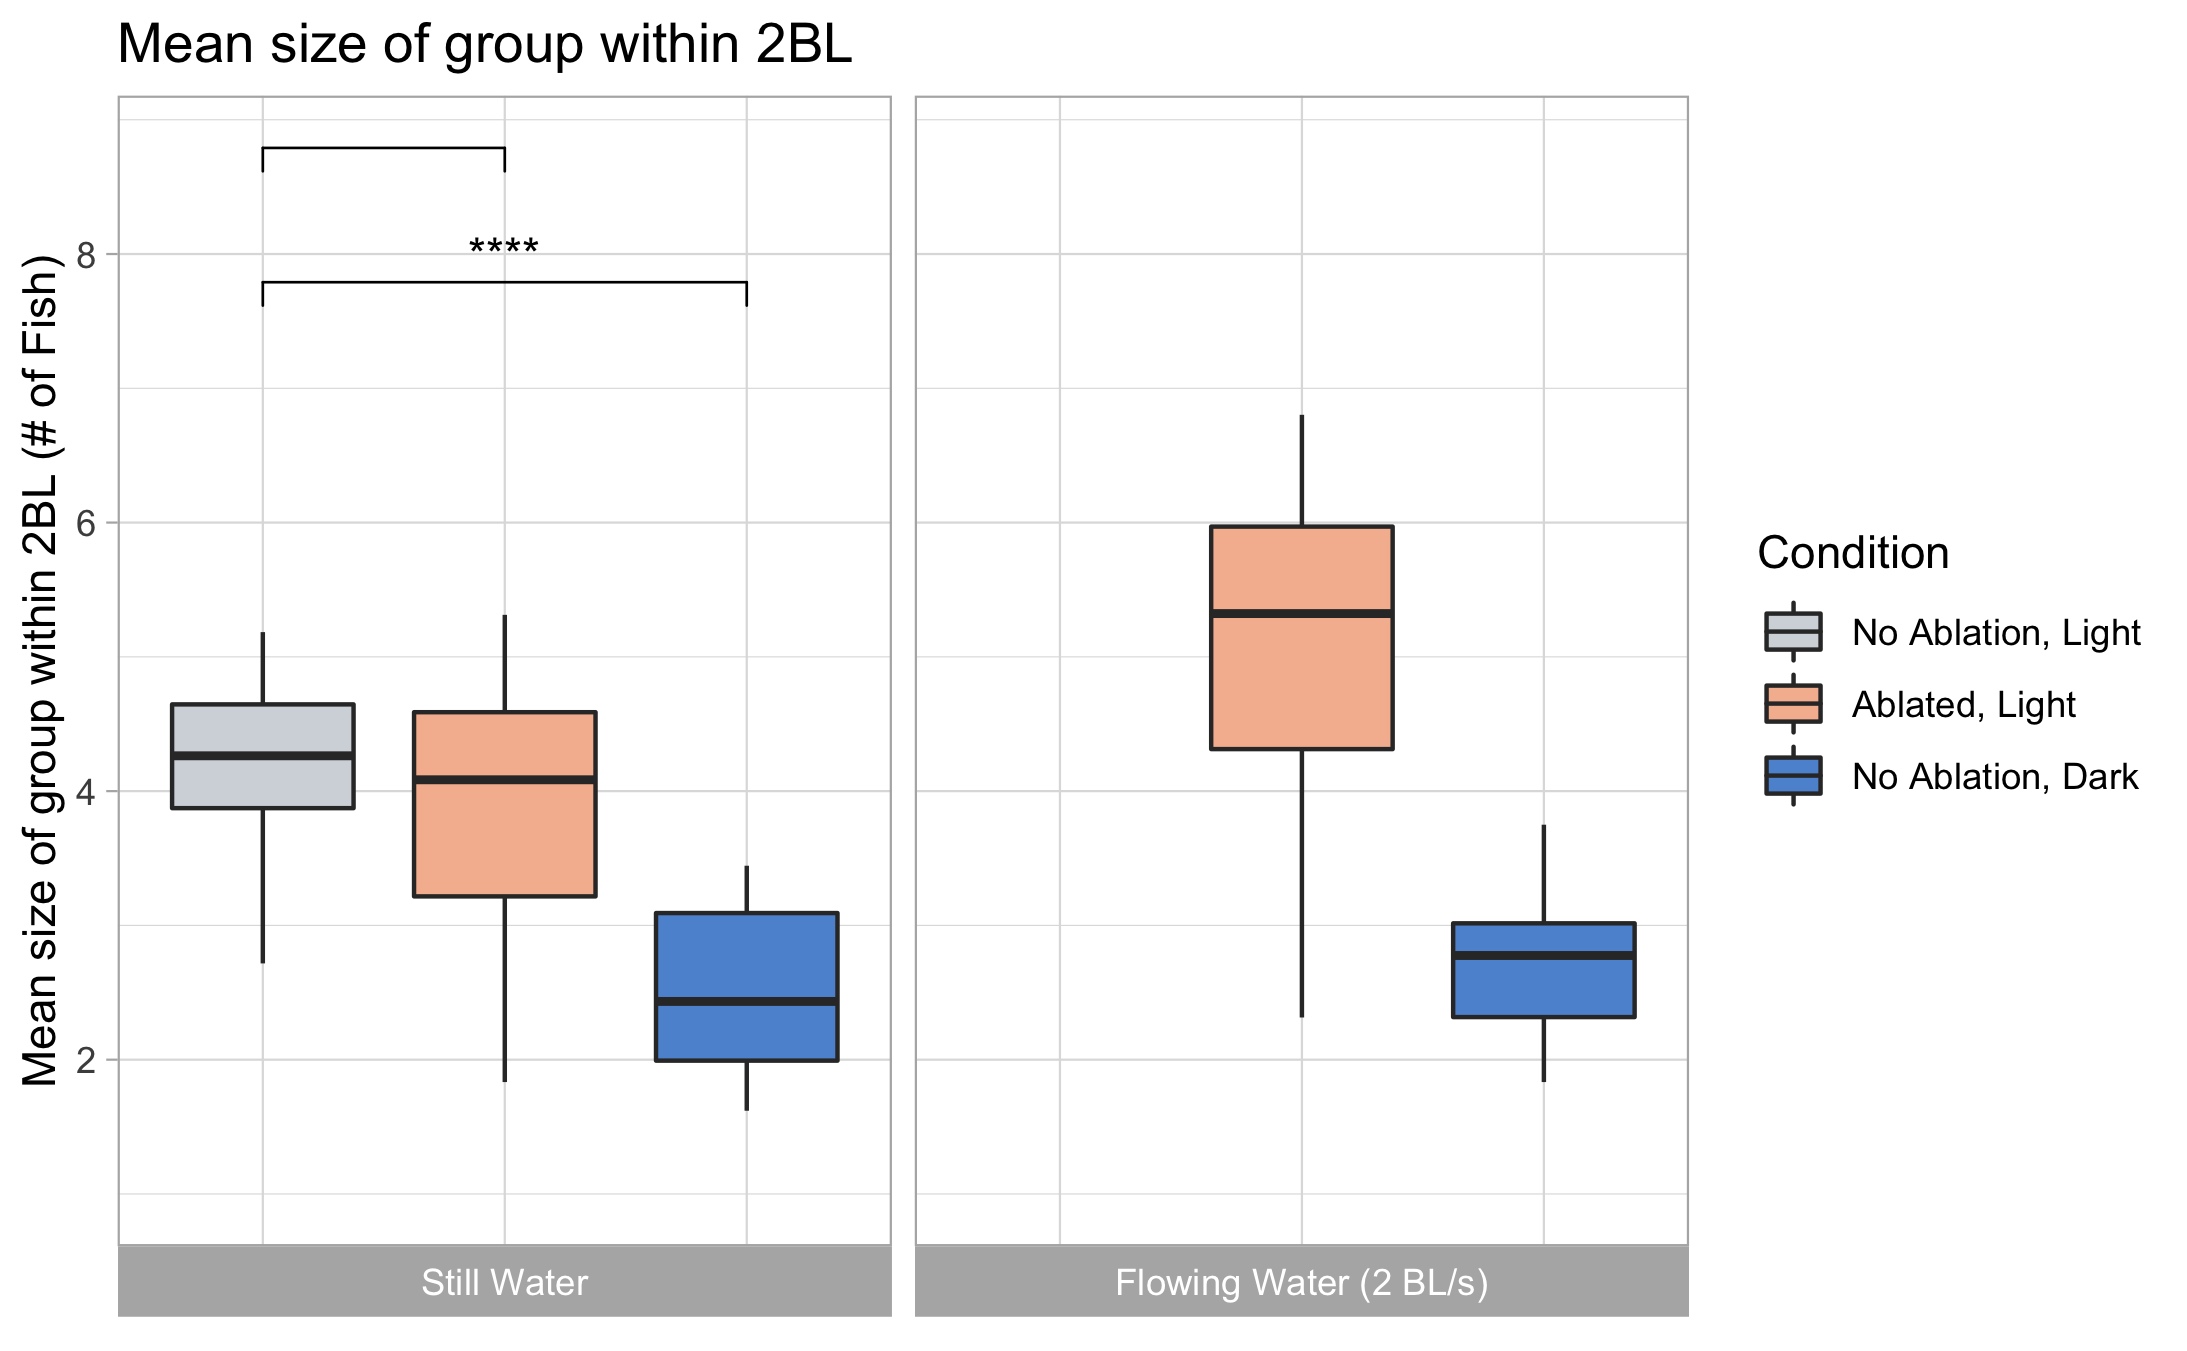 Mean size of group within 2BL
Mean size of group within 2BL (# of Fish)
8
6
4
2
****
Still Water
Flowing Water (2 BL/s)
Condition
No Ablation, Light
Ablated, Light
No Ablation, Dark